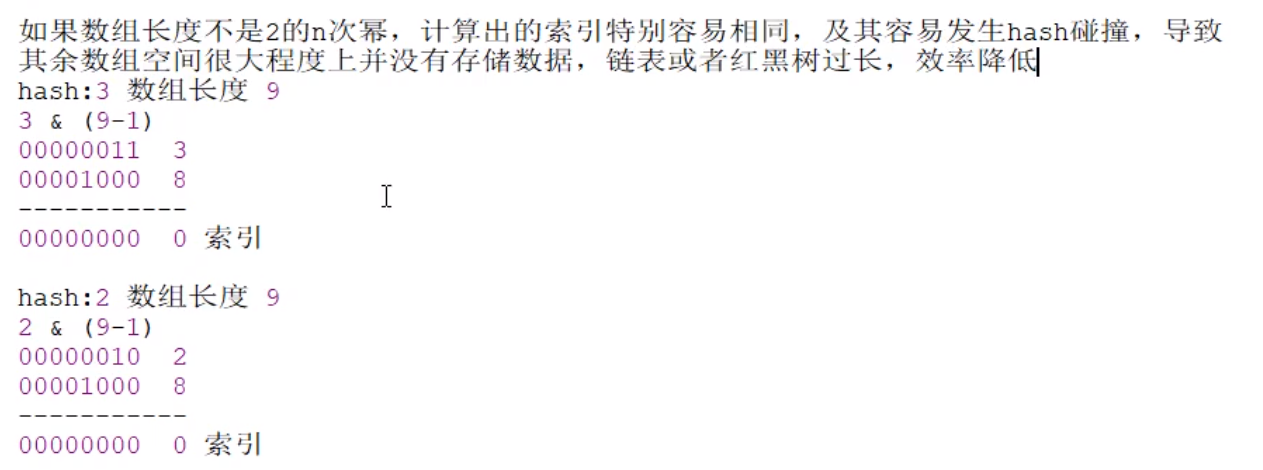 如果数组长度不是2的n次幂，计算出的索引特别容易相同，及其容易发生hash碰撞，导致
其余数组空间很大程度上并没有存储数据，链表或者红黑树过长，效率降低
hash:3 数组长度 9
3 & (9-1)
00000011  3
00001000  8
-----------
00000000  0 索引
hash:2 数组长度 9
2 & (9-1)
00000010  2
00001000  8
-----------
00000000  0 索引